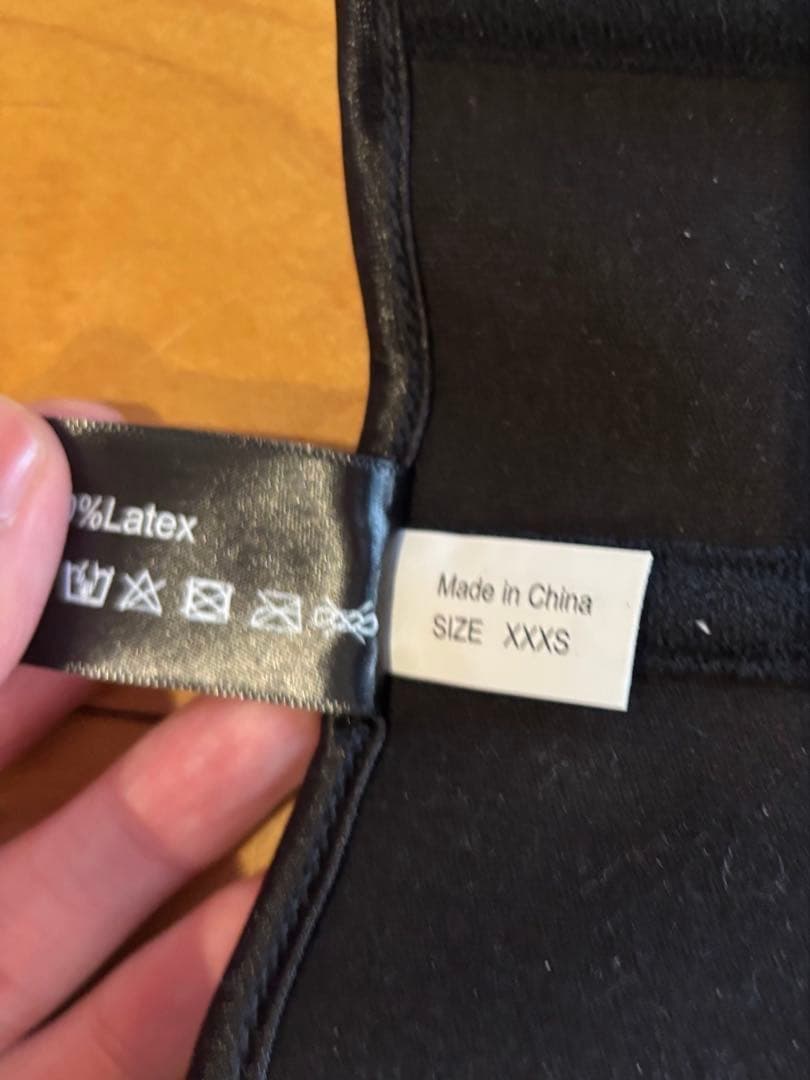 %Latex
Made in China
SIZE XXXS